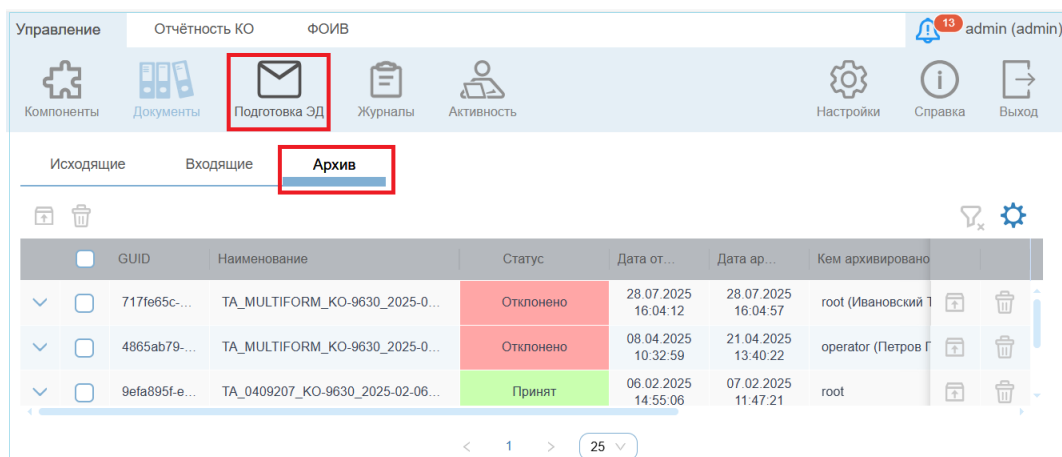 Управление Отчётность КО ФОИВ 13 admin (admin)
Компоненты Документы Подготовка ЭД Журналы Активность Настройки Справка Выход
Исходящие Входящие Архив
GUID Наименование Статус Дата от... Дата ар... Кем архивировано
717fe65c-... TA_MULTIFORM_KO-9630_2025-0... Отклонено 28.07.2025 16:04:12 28.07.2025 16:04:57 root (Ивановский Т
4865ab79-... TA_MULTIFORM_KO-9630_2025-0... Отклонено 08.04.2025 10:32:59 21.04.2025 13:40:22 operator (Петров Г
9efa895f-e... TA_0409207_KO-9630_2025-02-06... Принят 06.02.2025 14:55:06 07.02.2025 11:47:21 root
< 1 > 25